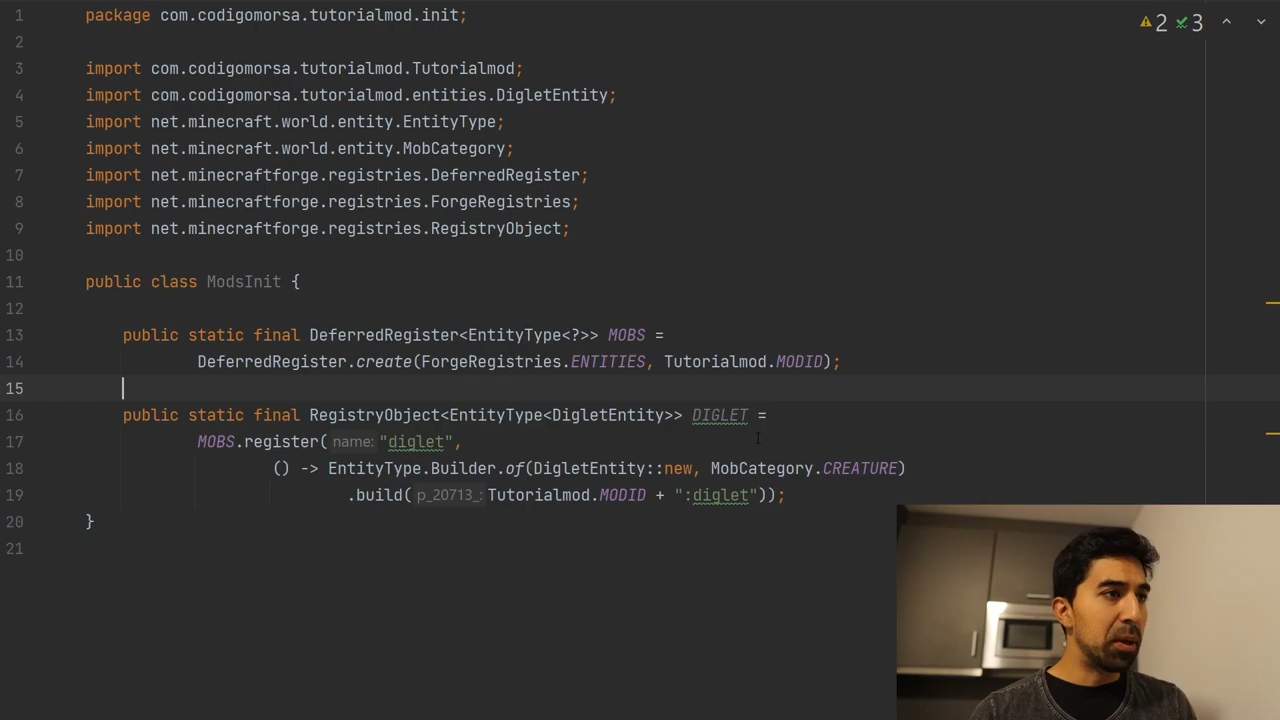 1 package com.codigomorsa.tutorialmod.init;
2 3
2
3 import com.codigomorsa.tutorialmod.Tutorialmod;
4 import com.codigomorsa.tutorialmod.entities.DigletEntity;
5 import net.minecraft.world.entity.EntityType;
6 import net.minecraft.world.entity.MobCategory;
7 import net.minecraftforge.registries.DeferredRegister;
8 import net.minecraftforge.registries.ForgeRegistries;
9 import net.minecraftforge.registries.RegistryObject;
10
11 public class ModsInit {
12
13 public static final DeferredRegister<EntityType<?>> MOBS =
14 DeferredRegister.create(ForgeRegistries.ENTITIES, Tutorialmod.MODID);
15
16 public static final RegistryObject<EntityType<DigletEntity>> DIGLET =
17 MOBS.register( name: "diglet",
18 () -> EntityType.Builder.of(DigletEntity::new, MobCategory.CREATURE)
19 .build( p_20713_: Tutorialmod.MODID + ":diglet"));
20 }
21